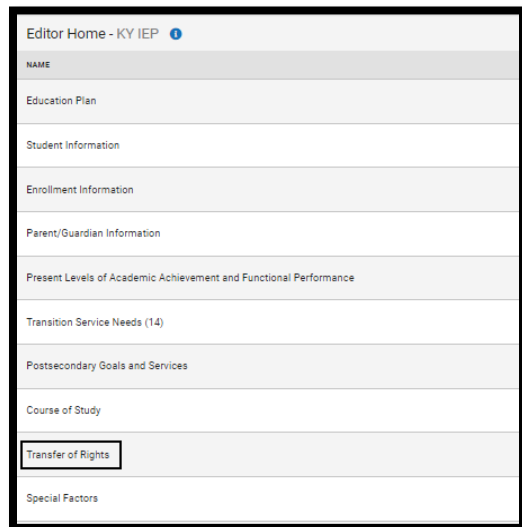 Editor Home - KY IEP
NAME
Education Plan
Student Information
Enrollment Information
Parent/Guardian Information
Present Levels of Academic Achievement and Functional Performance
Transition Service Needs (14)
Postsecondary Goals and Services
Course of Study
Transfer of Rights
Special Factors